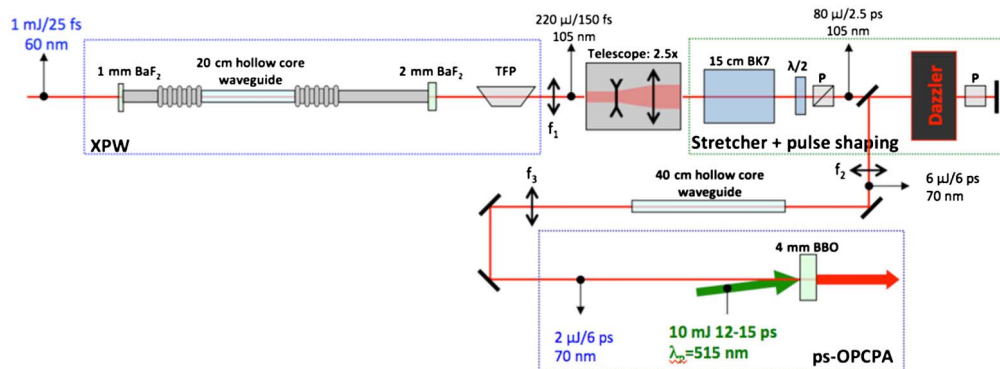 1 mJ/25 fs
60 nm
1 mm BaF₂
20 cm hollow core
waveguide
2 mm BaF₂
TFP
XPW
f₁
220 µJ/150 fs
105 nm
Telescope: 2.5x
15 cm BK7
λ/2
P
80 µJ/2.5 ps
105 nm
Dazzler
P
Stretcher + pulse shaping
f₂
6 µJ/6 ps
70 nm
f₃
40 cm hollow core
waveguide
4 mm BBO
2 µJ/6 ps
70 nm
10 mJ 12-15 ps
λₚ=515 nm
ps-OPCPA